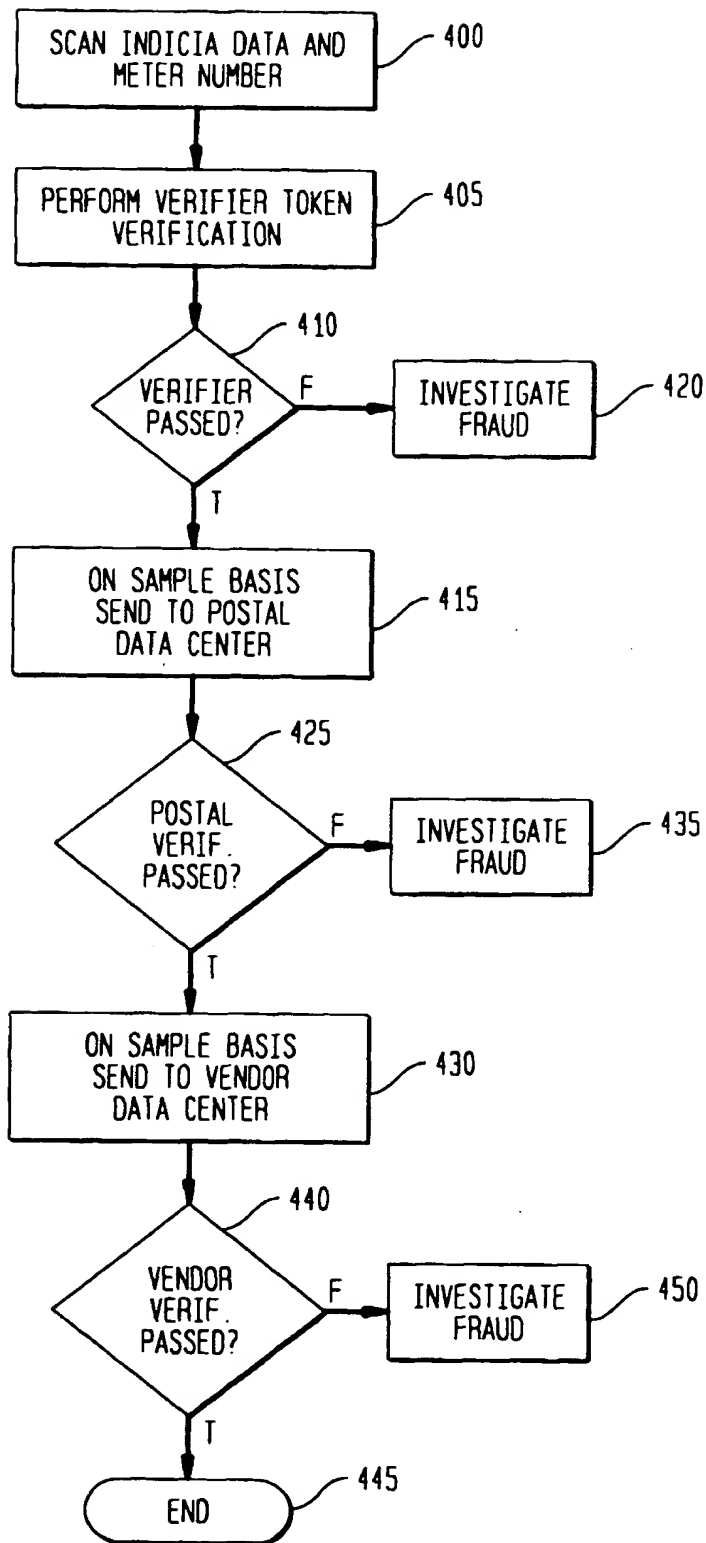 SCAN INDICIA DATA AND
METER NUMBER
400
PERFORM VERIFIER TOKEN
VERIFICATION
405
410
VERIFIER
PASSED?
F
INVESTIGATE
FRAUD
420
T
ON SAMPLE BASIS
SEND TO POSTAL
DATA CENTER
415
425
POSTAL
VERIF.
PASSED?
F
INVESTIGATE
FRAUD
435
T
ON SAMPLE BASIS
SEND TO VENDOR
DATA CENTER
430
440
VENDOR
VERIF.
PASSED?
F
INVESTIGATE
FRAUD
450
T
END
445